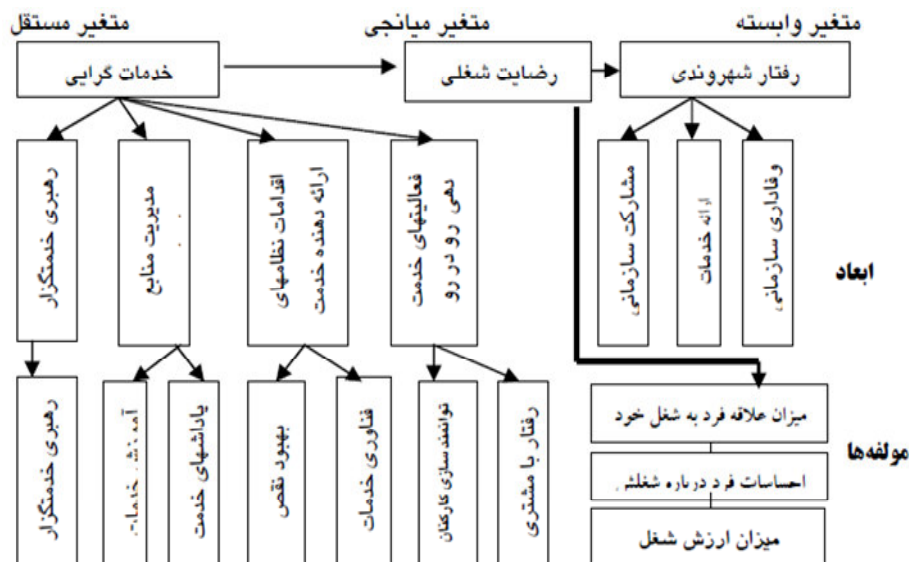 متغیر وابسته
متغیر میانجی
متغیر مستقل
رفتار شهروندی
رضایت شغلی
خدمات گرایی
وفاداری سازمانی
ارائه خدمات
مشارکت سازمانی
فعالیتهای خدمت
دهی رو در رو
اقدامات نظامهای
ارائه دهنده خدمت
مدیریت منابع
رهبری خدمتگزار
ابعاد
میزان علاقه فرد به شغل خود
احساسات فرد درباره شغلش
میزان ارزش شغل
مولفه‌ها
رفتار با مشتری
توانمند سازی کارکنان
فناوری خدمات
بهبود نقص
پاداشهای خدمت
رهبری خدمتگزار